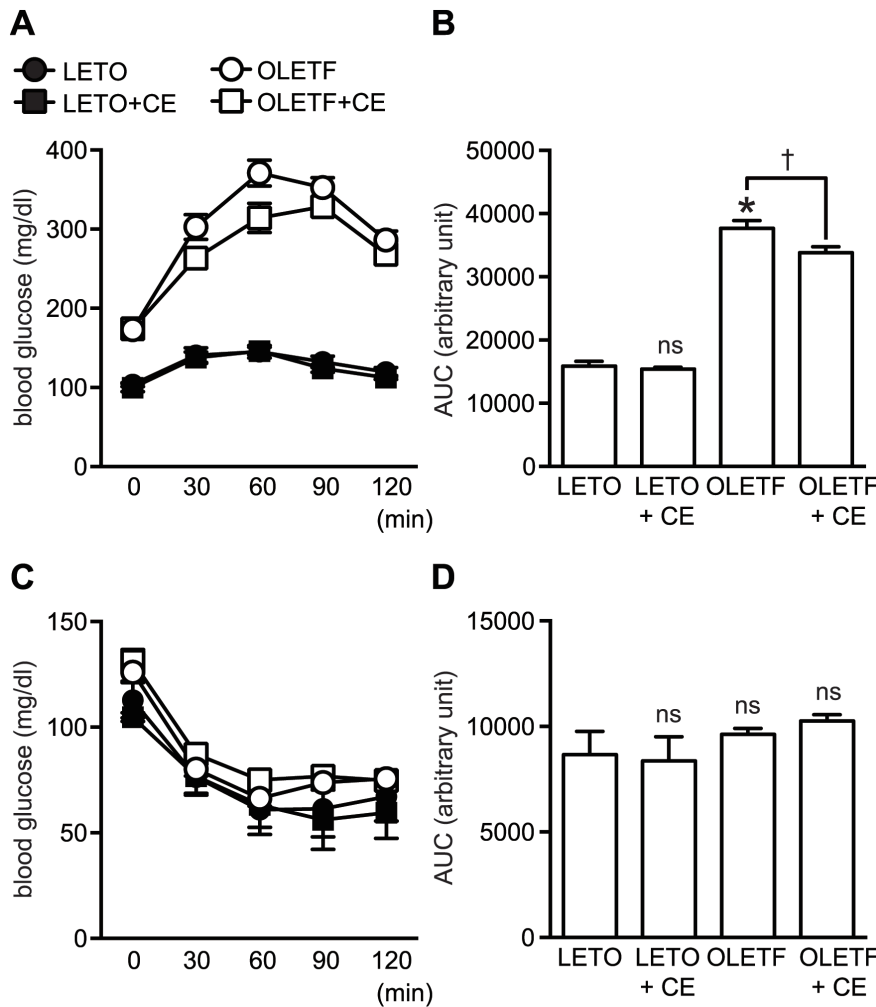 A
LETO
OLETF
LETO+CE
OLETF+CE
blood glucose (mg/dl)
400
300
200
100
0
0 30 60 90 120
(min)
B
AUC (arbitrary unit)
50000
40000
30000
20000
10000
0
ns
*
†
LETO LETO OLETF OLETF
+ CE + CE
C
blood glucose (mg/dl)
150
100
50
0
0 30 60 90 120
(min)
D
AUC (arbitrary unit)
15000
10000
5000
0
ns ns ns
LETO LETO OLETF OLETF
+ CE + CE